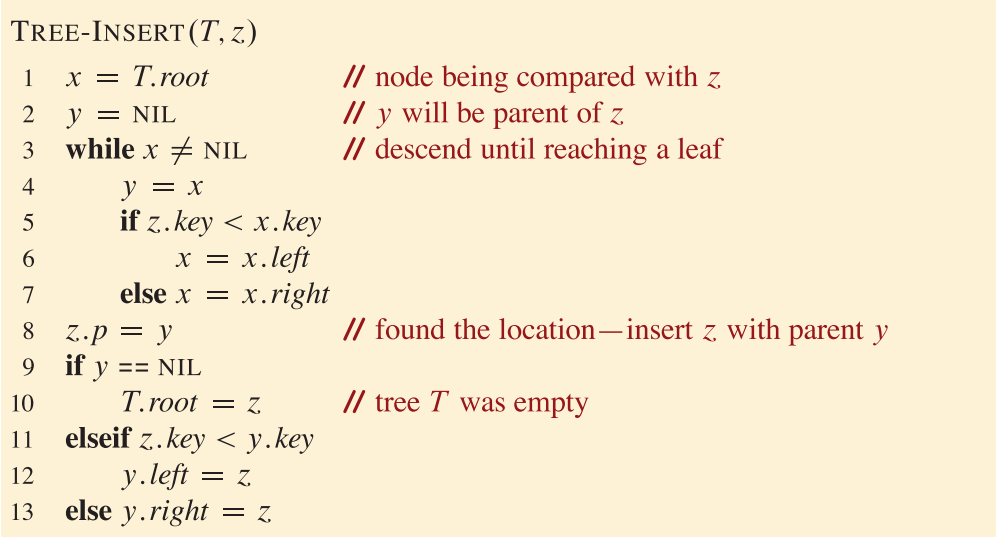 TREE-INSERT(T, z)
1 x = T.root // node being compared with z
2 y = NIL // y will be parent of z
3 while x ≠ NIL // descend until reaching a leaf
4 y = x
5 if z.key < x.key
6 x = x.left
7 else x = x.right
8 z.p = y // found the location—insert z with parent y
9 if y == NIL
10 T.root = z // tree T was empty
11 elseif z.key < y.key
12 y.left = z
13 else y.right = z